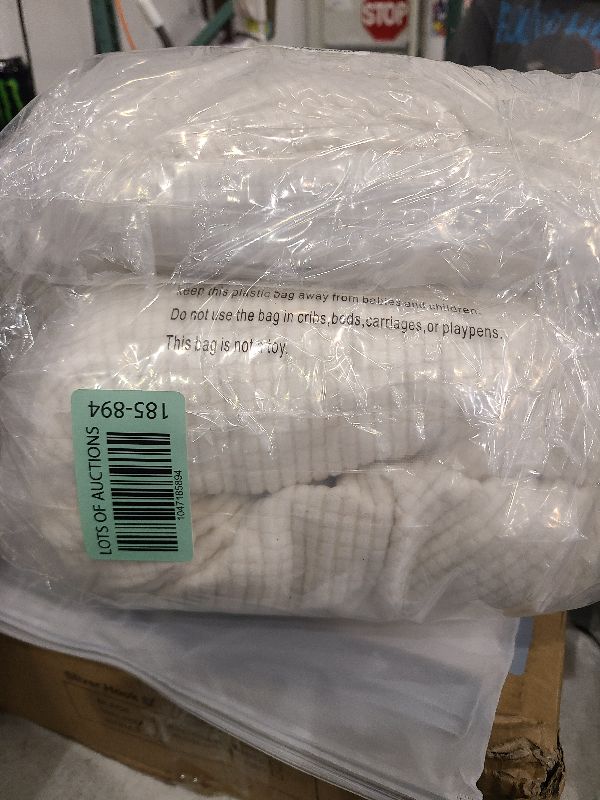 STOP
Keep this plastic bag away from babies and children.
Do not use the bag in cribs,beds,carriages,or playpens.
This bag is not a toy.
185-894
LOTS OF AUCTIONS
1047185894